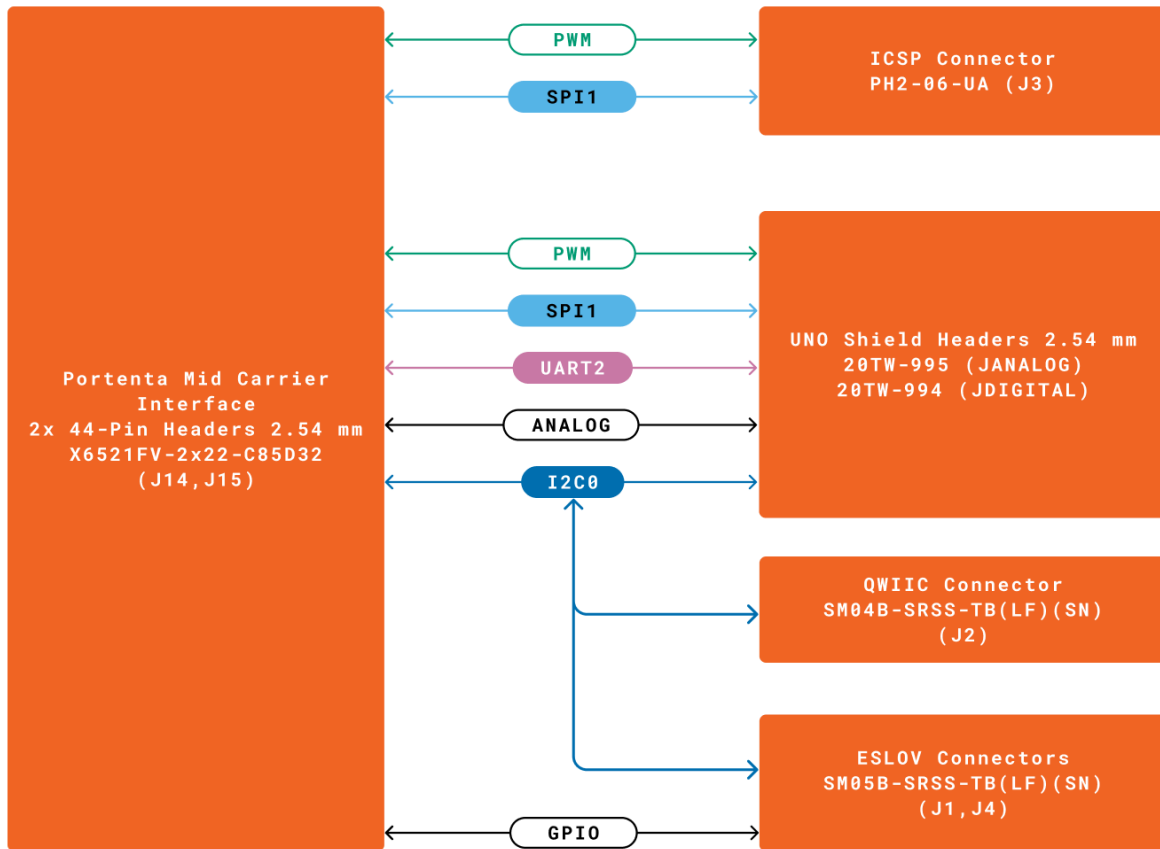 PWM
SPI1
ICSP Connector
PH2-06-UA (J3)
Portenta Mid Carrier
Interface
2x 44-Pin Headers 2.54 mm
X6521FV-2x22-C85D32
(J14,J15)
PWM
SPI1
UART2
ANALOG
I2C0
UNO Shield Headers 2.54 mm
20TW-995 (JANALOG)
20TW-994 (JDIGITAL)
QWIIC Connector
SM04B-SRSS-TB(LF)(SN)
(J2)
ESLOV Connectors
SM05B-SRSS-TB(LF)(SN)
(J1,J4)
GPIO